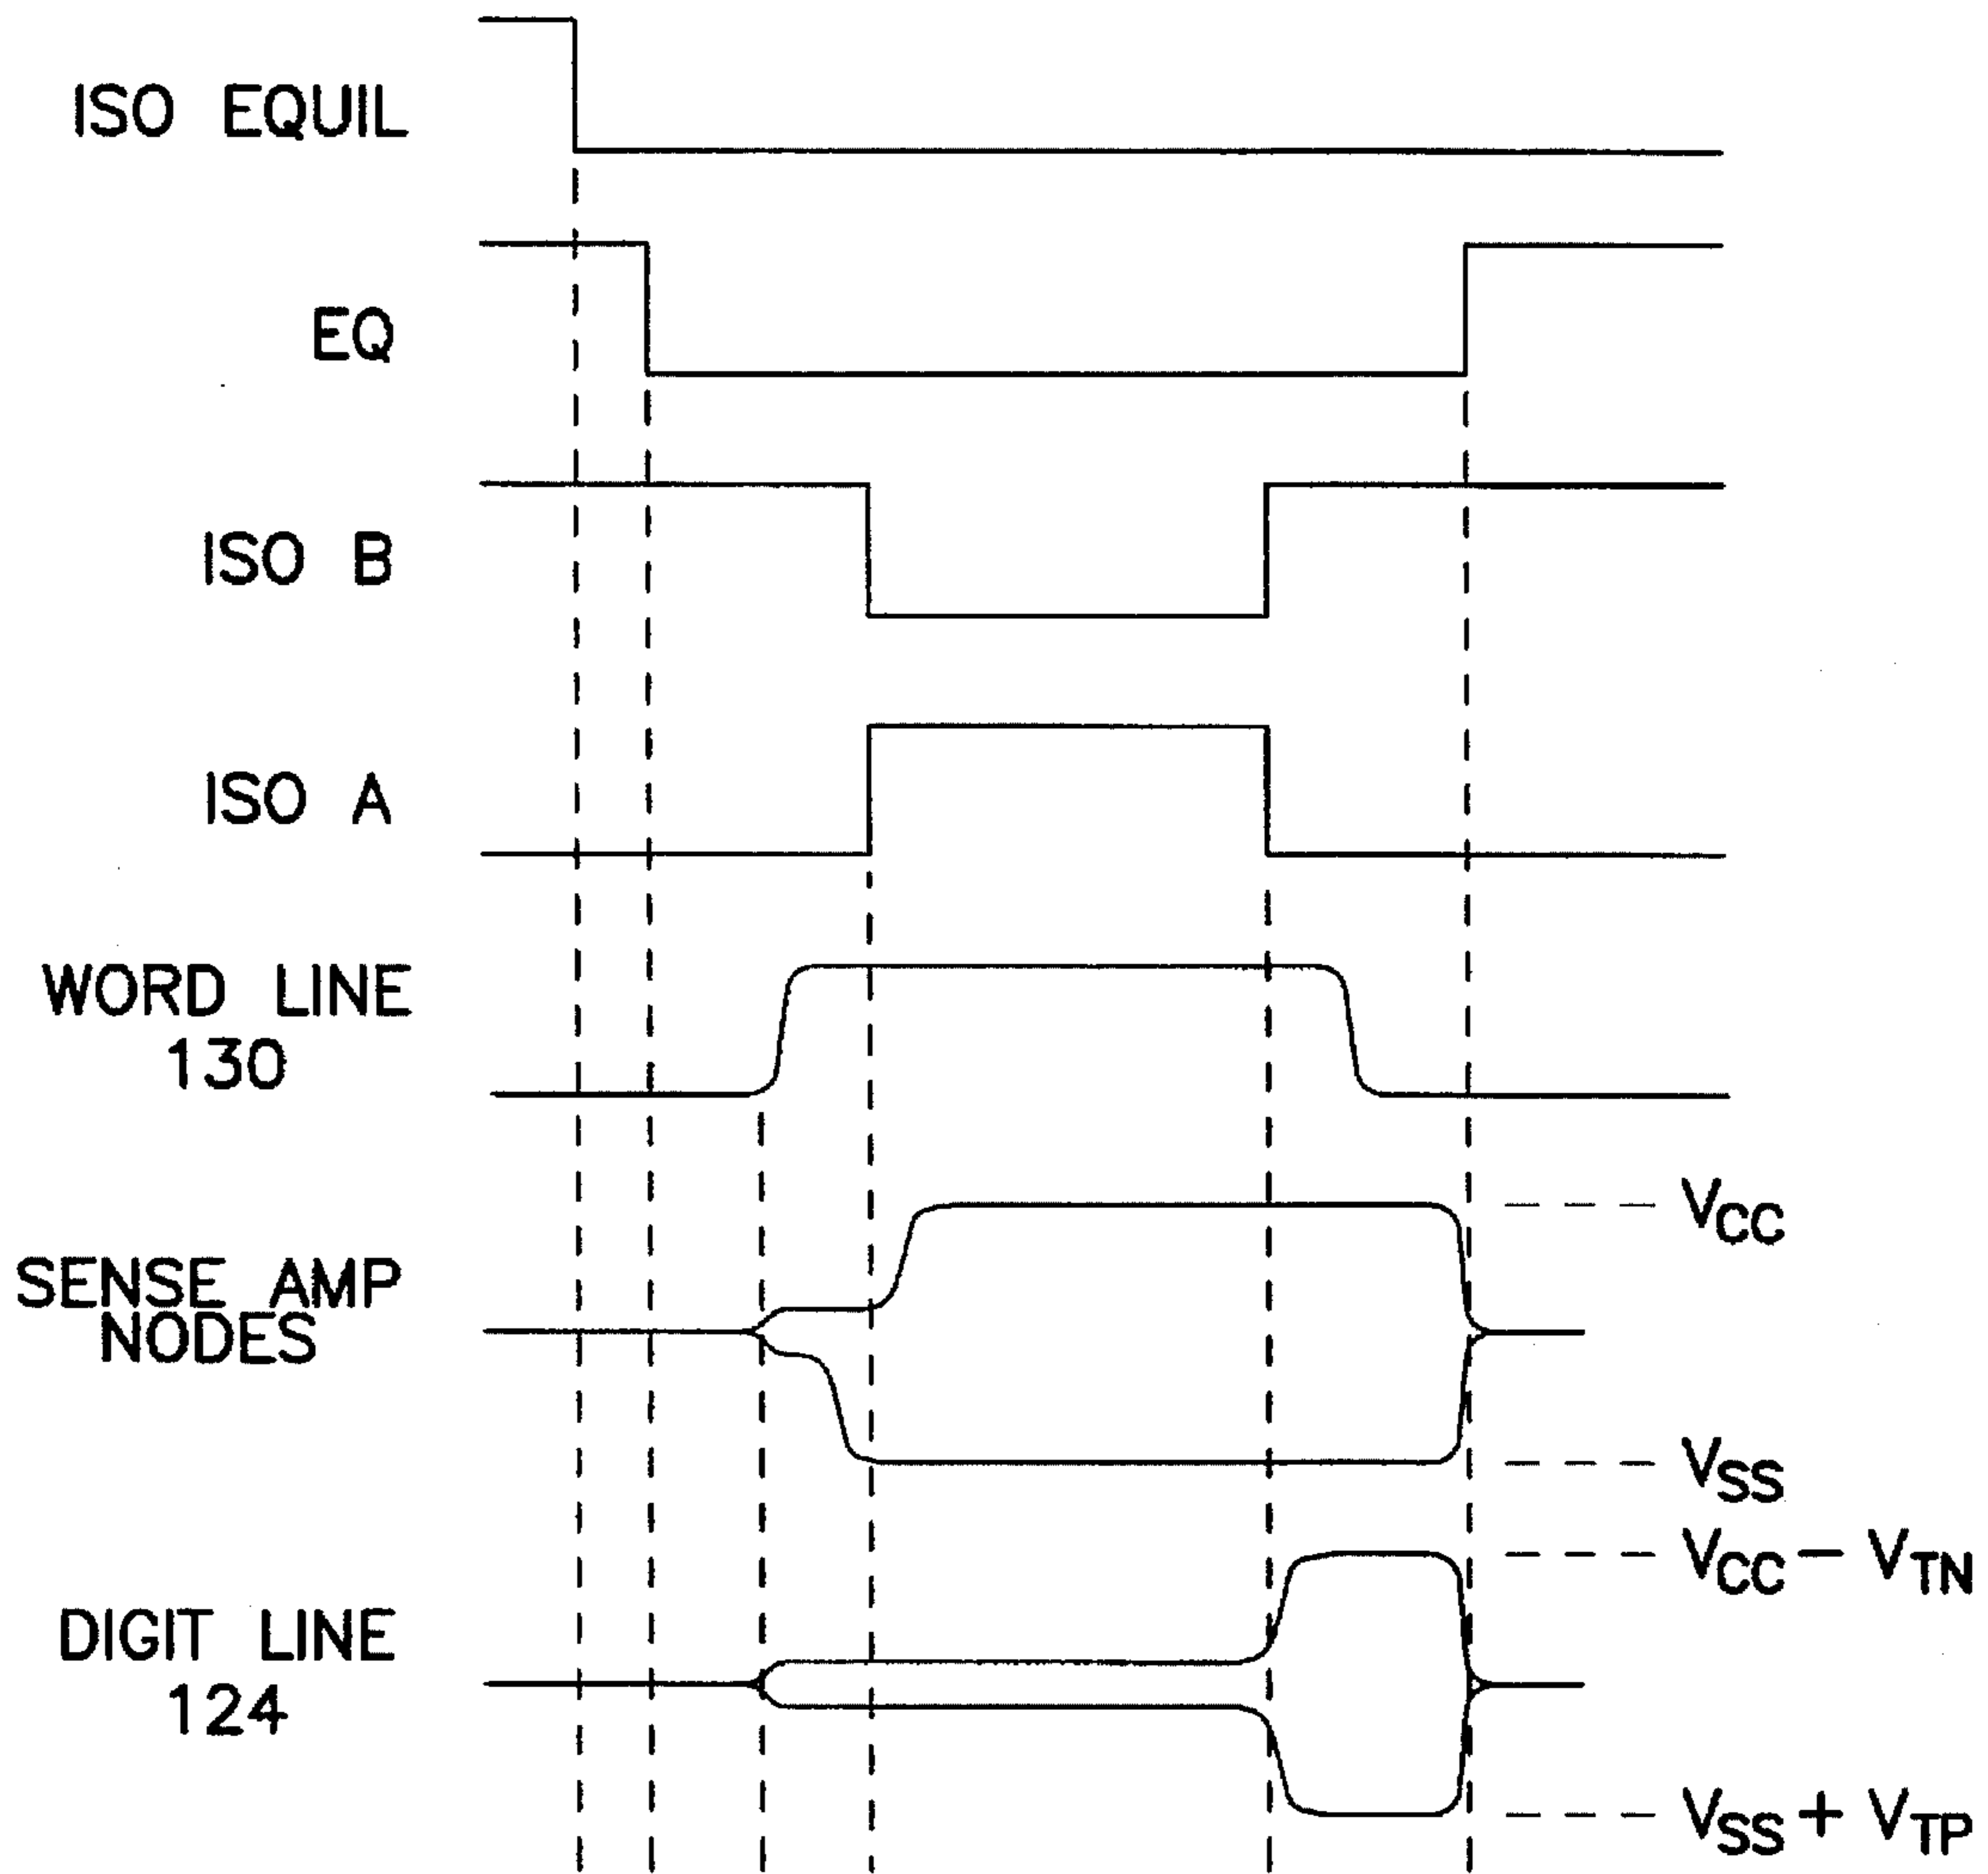 ISO EQUIL
EQ
ISO B
ISO A
WORD LINE
130
VCC
SENSE AMP
NODES
VSS
VCC − VTN
DIGIT LINE
124
VSS + VTP